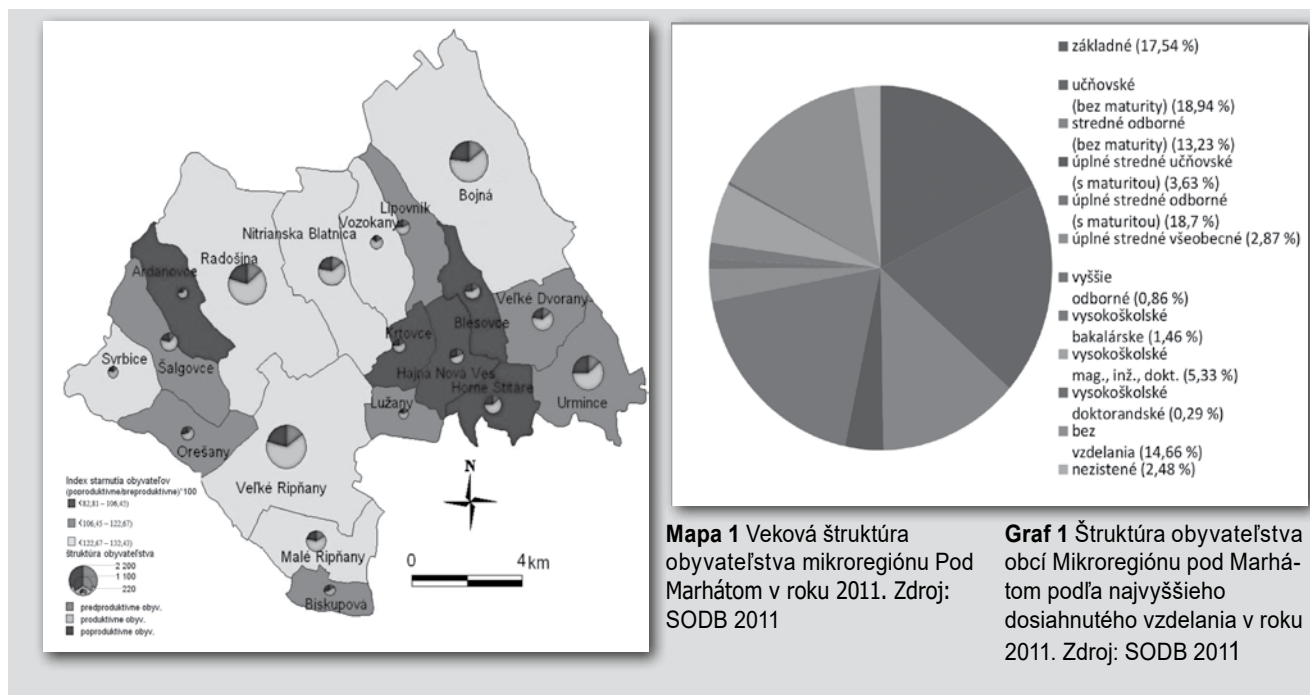 Bojná
Lipovník
Vozokany
Nitrianska Blatnica
Radošina
Ardanovce
Veľké Dvorany
Blesovce
Krtovce
Svrbice
Šalgovce
Hajná Nová Ves
Horné Štitáre
Lužany
Urmince
Orešany
Veľké Ripňany
N
Malé Ripňany
0 4 km
Biskupová
Index starnutia obyvateľov
(poproduktívne/preproduktívne)*100
<82,81 – 106,45)
<106,45 – 122,67)
<122,67 – 132,43)
štruktúra obyvateľstva
2 200
1 100
220
predproduktívne obyv.
produktívne obyv.
poproduktívne obyv.
základné (17,54 %)
učňovské
(bez maturity) (18,94 %)
stredné odborné
(bez maturity) (13,23 %)
úplné stredné učňovské
(s maturitou) (3,63 %)
úplné stredné odborné
(s maturitou) (18,7 %)
úplné stredné všeobecné (2,87 %)
vyššie
odborné (0,86 %)
vysokoškolské
bakalárske (1,46 %)
vysokoškolské
mag., inž., dokt. (5,33 %)
vysokoškolské
doktorandské (0,29 %)
bez
vzdelania (14,66 %)
nezistené (2,48 %)
Mapa 1 Veková štruktúra
obyvateľstva mikroregiónu Pod
Marhátom v roku 2011. Zdroj:
SODB 2011
Graf 1 Štruktúra obyvateľstva
obcí Mikroregiónu pod Marhá-
tom podľa najvyššieho
dosiahnutého vzdelania v roku
2011. Zdroj: SODB 2011